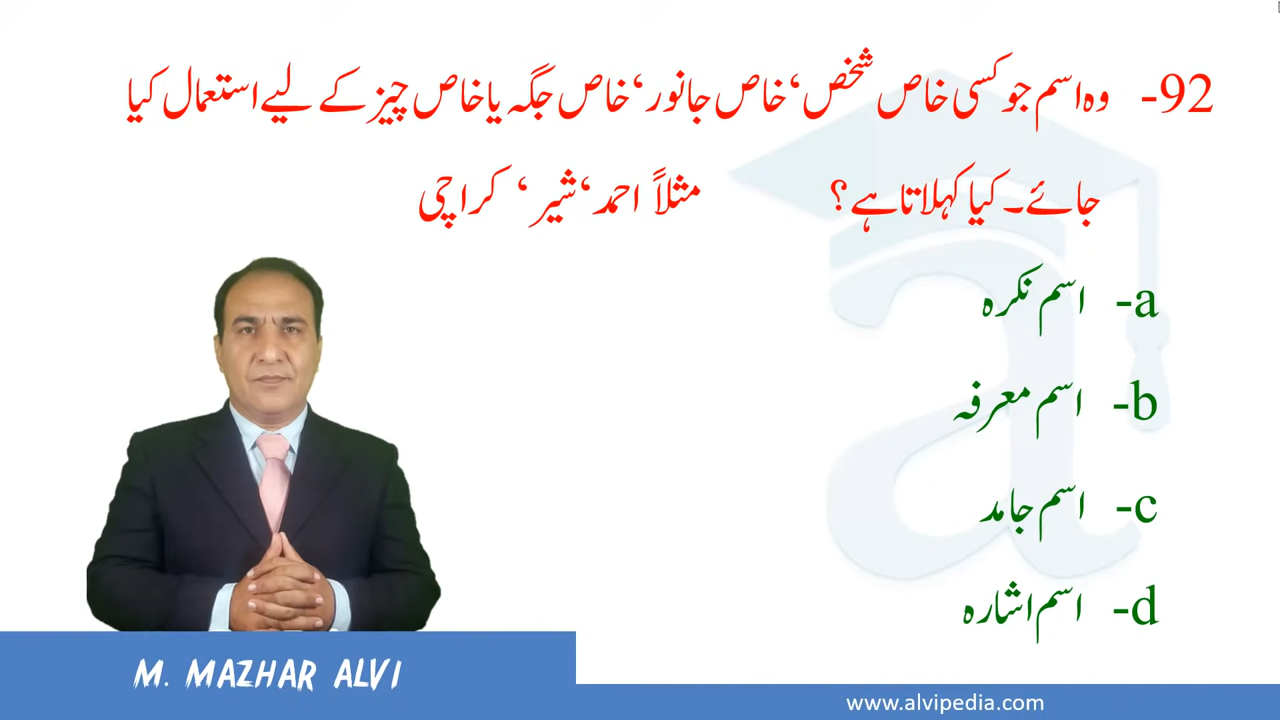 92- وہ اسم جو کسی خاص شخص‘ خاص جانور‘ خاص جگہ یا خاص چیز کے لیے استعمال کیا
جائے۔ کیا کہلاتا ہے؟ مثلاً احمد‘ شیر‘ کراچی
a- اسم نکرہ
b- اسم معرفہ
c- اسم جامد
d- اسم اشارہ
M. MAZHAR ALVI
www.alvipedia.com